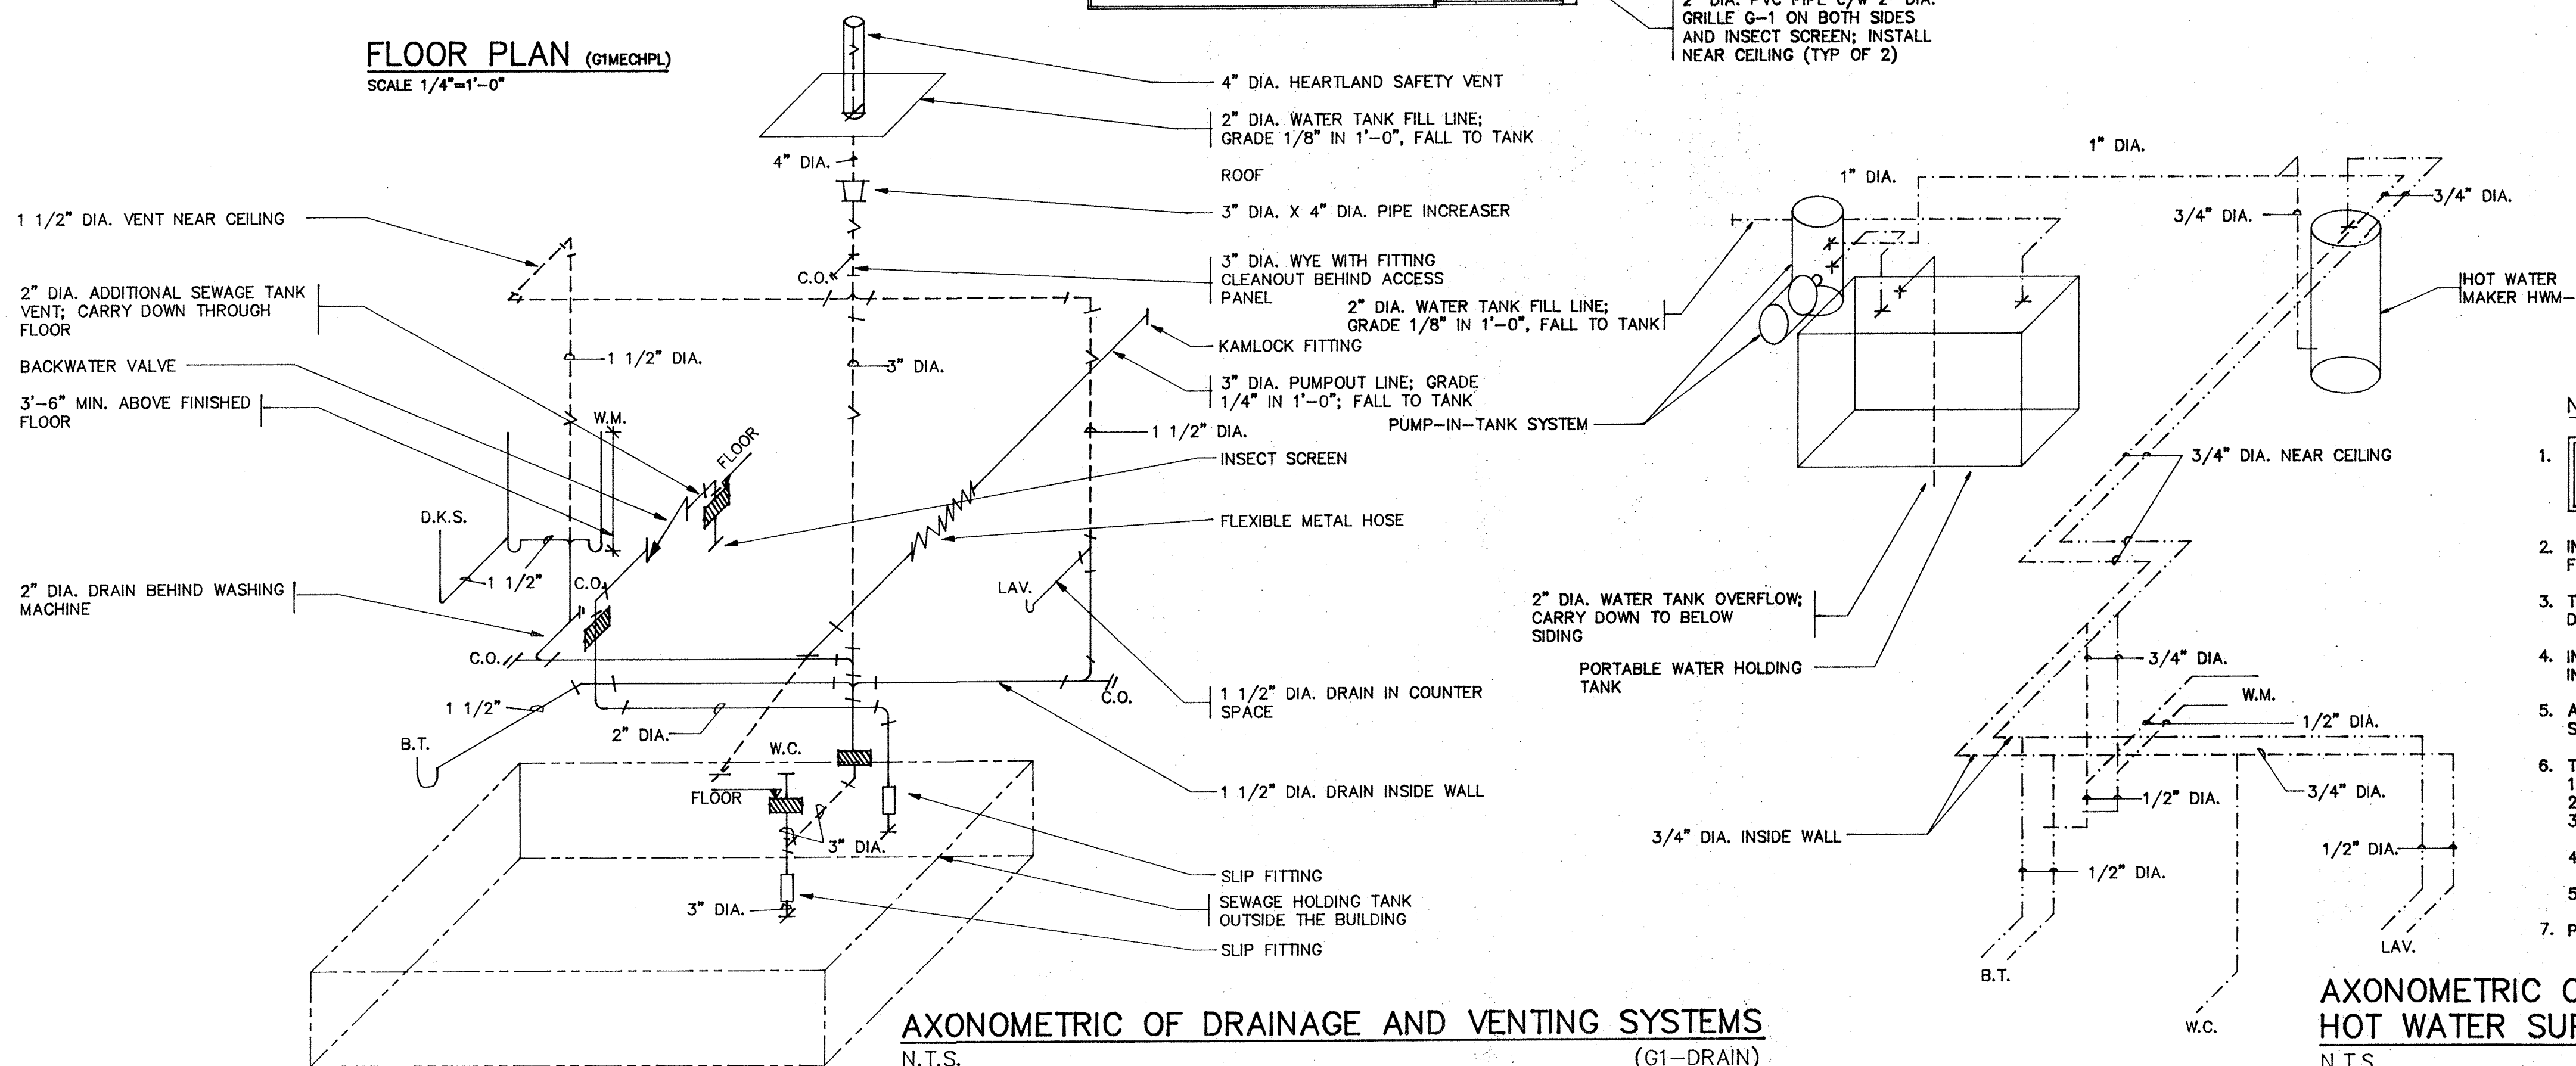 FLOOR PLAN (G1MECHPL)
SCALE 1/4"=1'-0"
2" DIA. PVC PIPE C/W 2" DIA.
GRILLE G-1 ON BOTH SIDES
AND INSECT SCREEN; INSTALL
NEAR CEILING (TYP OF 2)
4" DIA. HEARTLAND SAFETY VENT
2" DIA. WATER TANK FILL LINE;
GRADE 1/8" IN 1'-0", FALL TO TANK
4" DIA.
ROOF
3" DIA. X 4" DIA. PIPE INCREASER
1 1/2" DIA. VENT NEAR CEILING
C.O.
3" DIA. WYE WITH FITTING
CLEANOUT BEHIND ACCESS
PANEL
2" DIA. ADDITIONAL SEWAGE TANK
VENT; CARRY DOWN THROUGH
FLOOR
KAMLOCK FITTING
1 1/2" DIA.
3" DIA.
BACKWATER VALVE
3" DIA. PUMPOUT LINE; GRADE
1/4" IN 1'-0"; FALL TO TANK
3'-6" MIN. ABOVE FINISHED
FLOOR
W.M.
FLOOR
1 1/2" DIA.
INSECT SCREEN
D.K.S.
FLEXIBLE METAL HOSE
1 1/2"
C.O.
LAV.
2" DIA. DRAIN BEHIND WASHING
MACHINE
C.O.
C.O.
1 1/2" DIA. DRAIN IN COUNTER
SPACE
1 1/2"
2" DIA.
B.T.
W.C.
FLOOR
1 1/2" DIA. DRAIN INSIDE WALL
3" DIA.
SLIP FITTING
3" DIA.
SEWAGE HOLDING TANK
OUTSIDE THE BUILDING
SLIP FITTING
AXONOMETRIC OF DRAINAGE AND VENTING SYSTEMS
N.T.S.
(G1-DRAIN)
1" DIA.
1" DIA.
3/4" DIA.
3/4" DIA.
HOT WATER
MAKER HWM-
2" DIA. WATER TANK FILL LINE;
GRADE 1/8" IN 1'-0", FALL TO TANK
PUMP-IN-TANK SYSTEM
3/4" DIA. NEAR CEILING
2" DIA. WATER TANK OVERFLOW;
CARRY DOWN TO BELOW
SIDING
PORTABLE WATER HOLDING
TANK
3/4" DIA.
W.M.
1/2" DIA.
1/2" DIA.
3/4" DIA.
3/4" DIA. INSIDE WALL
1/2" DIA.
1/2" DIA.
B.T.
LAV.
W.C.
AXONOMETRIC
HOT WATER
N.T.S.
1.
2.
3.
4.
5.
6.
1
2
3
4
5
7.